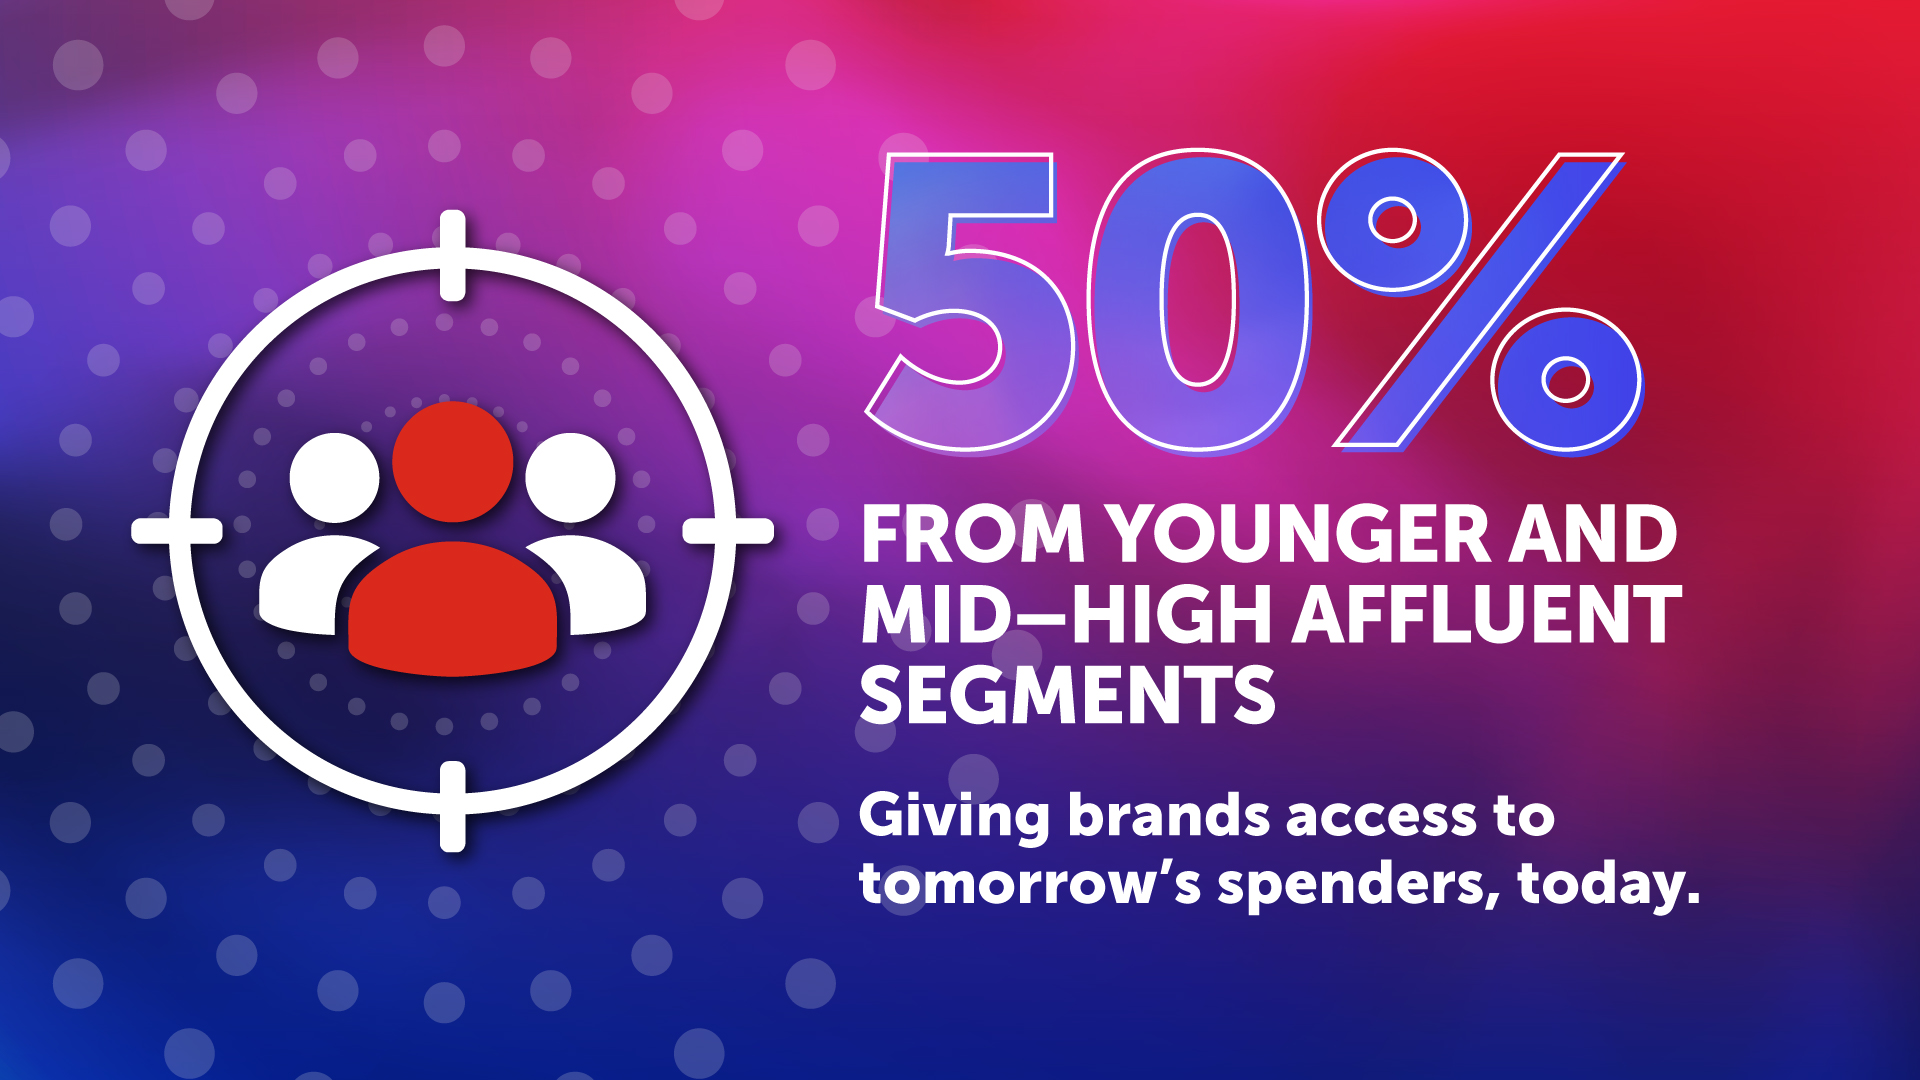 50%
FROM YOUNGER AND
MID–HIGH AFFLUENT
SEGMENTS
Giving brands access to
tomorrow’s spenders, today.